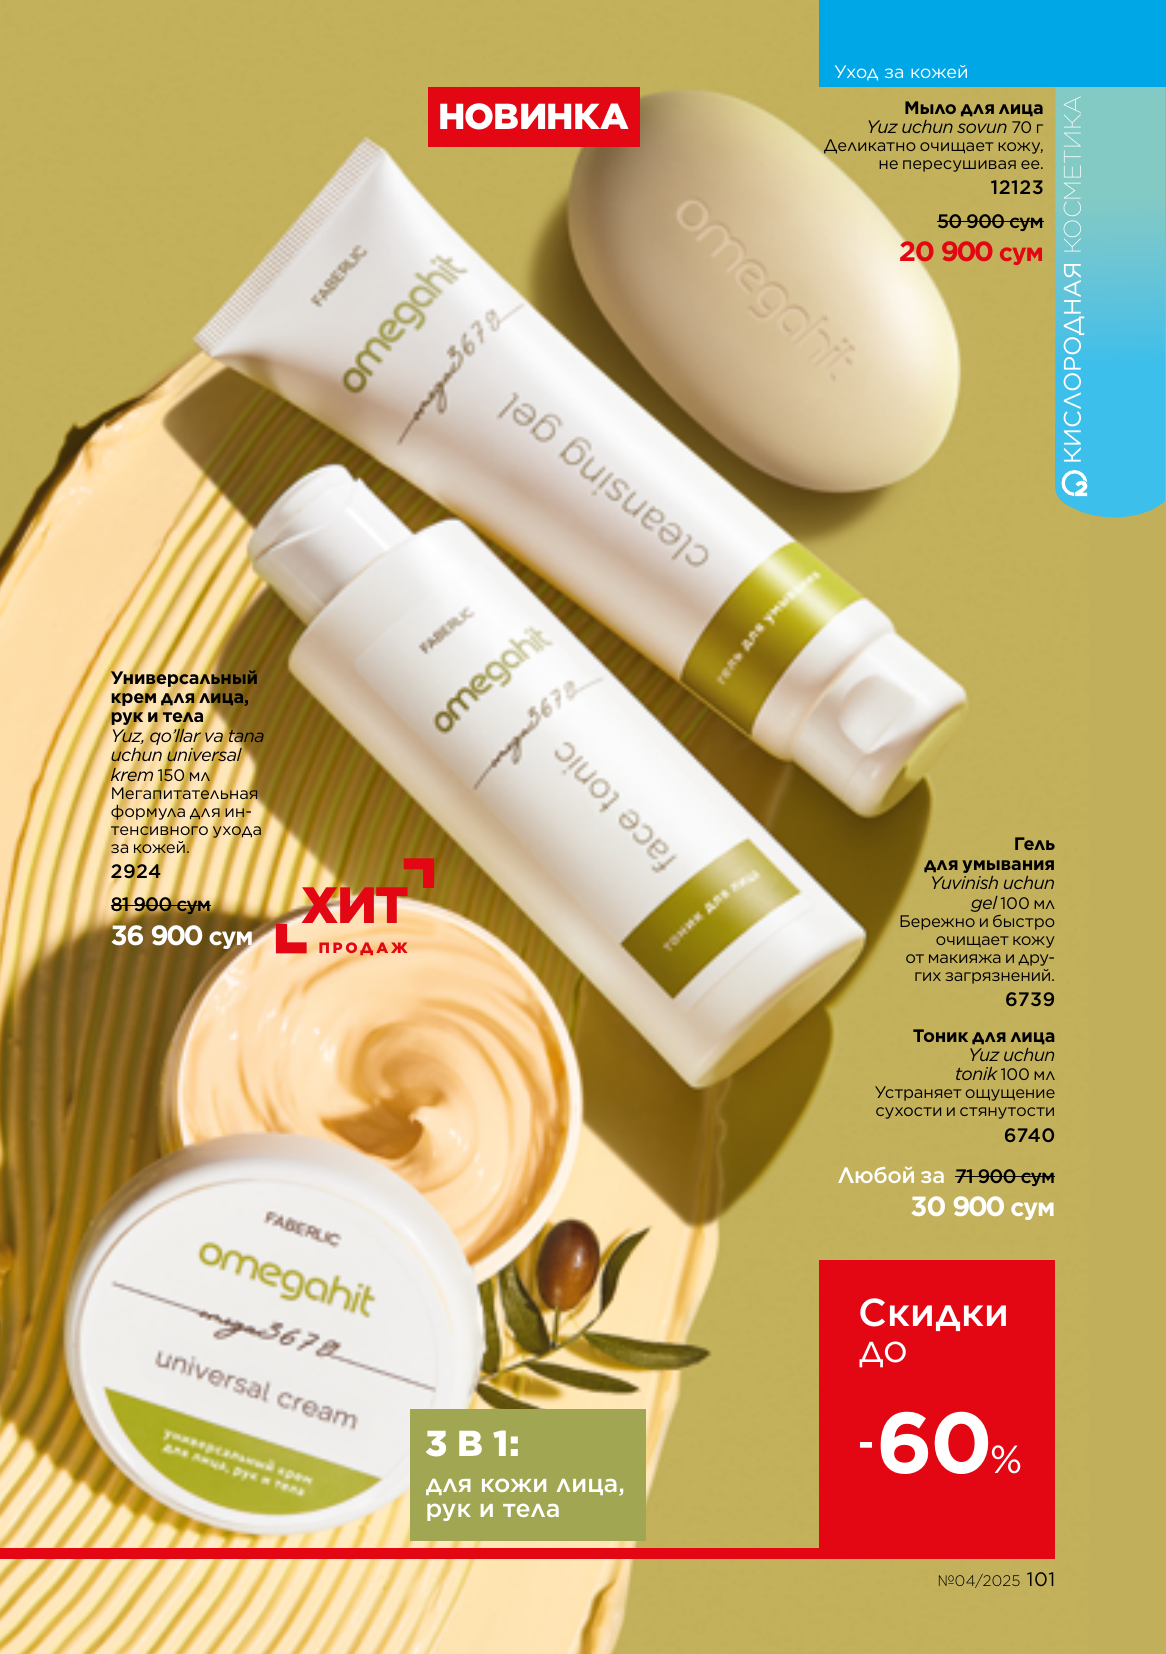 Уход за кожей
НОВИНКА
Мыло для лица
Yuz uchun sovun 70 г
Деликатно очищает кожу,
не пересушивая ее.
12123
50 900 сум
20 900 сум
КИСЛОРОДНАЯ КОСМЕТИКА
O2
omegahit
FABERLIC
omegahit
omega3678
cleansing gel
гель для умывания
FABERLIC
omegahit
omega3678
face tonic
тоник для лица
Универсальный
крем для лица,
рук и тела
Yuz, qo'llar va tana
uchun universal
krem 150 мл
Мегапитательная
формула для ин-
тенсивного ухода
за кожей.
2924
81 900 сум
36 900 сум
ХИТ
ПРОДАЖ
Гель
для умывания
Yuvinish uchun
gel 100 мл
Бережно и быстро
очищает кожу
от макияжа и дру-
гих загрязнений.
6739
Тоник для лица
Yuz uchun
tonik 100 мл
Устраняет ощущение
сухости и стянутости
6740
Любой за 71 900 сум
30 900 сум
FABERLIC
omegahit
omega3678
universal cream
универсальный крем
для лица, рук и тела
3 В 1:
для кожи лица,
рук и тела
Скидки
до
-60%
№04/2025 101